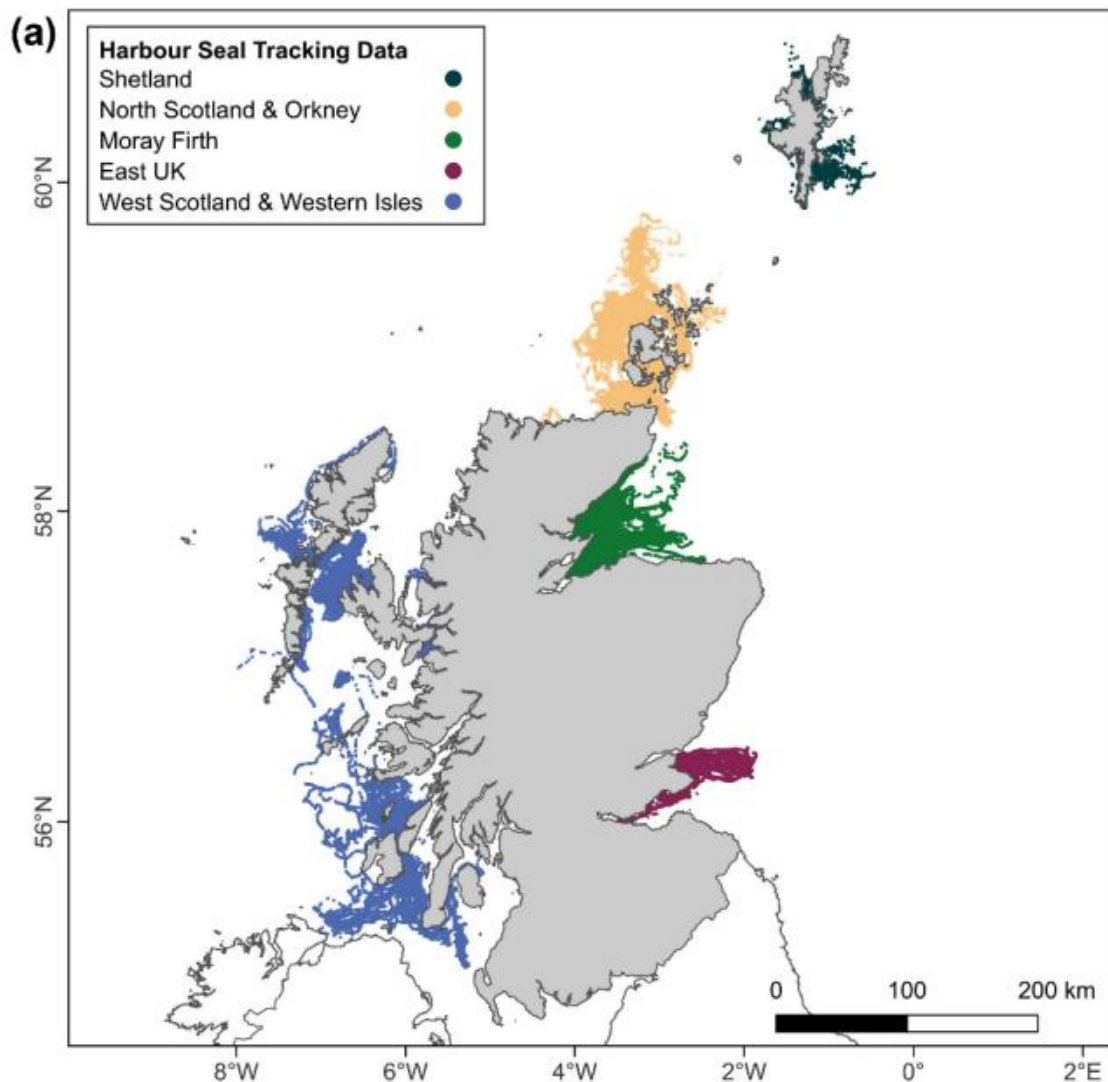 (a)
Harbour Seal Tracking Data
Shetland
North Scotland & Orkney
Moray Firth
East UK
West Scotland & Western Isles
60°N
58°N
56°N
0 100 200 km
8°W 6°W 4°W 2°W 0° 2°E